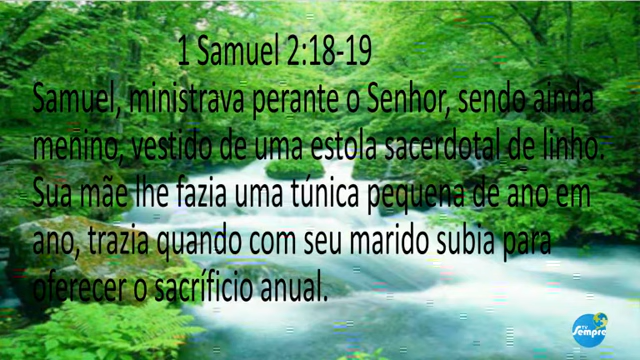 1 Samuel 2:18-19
Samuel, ministrava perante o Senhor, sendo ainda
menino, vestido de uma estola sacerdotal de linho.
Sua mãe lhe fazia uma túnica pequena de ano em
ano, trazia quando com seu marido subia para
oferecer o sacríficio anual.
TV
Sempre